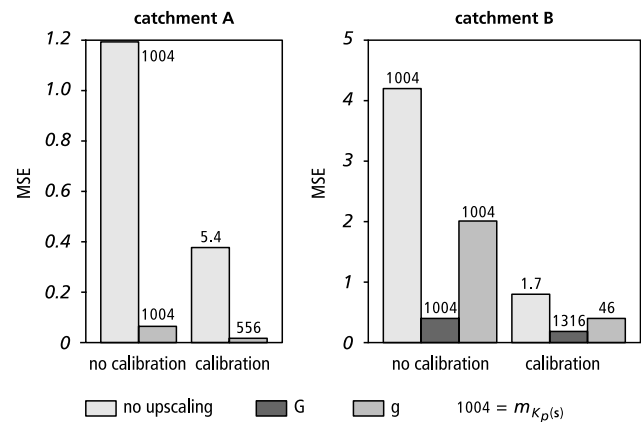 catchment A
1.2
1.0
0.8
0.6
0.4
0.2
0
MSE
1004
1004
5.4
556
no calibration
calibration
catchment B
5
4
3
2
1
0
MSE
1004
1004
1004
1.7
1316
46
no calibration
calibration
no upscaling
G
g
1004 = m_{K_p(s)}